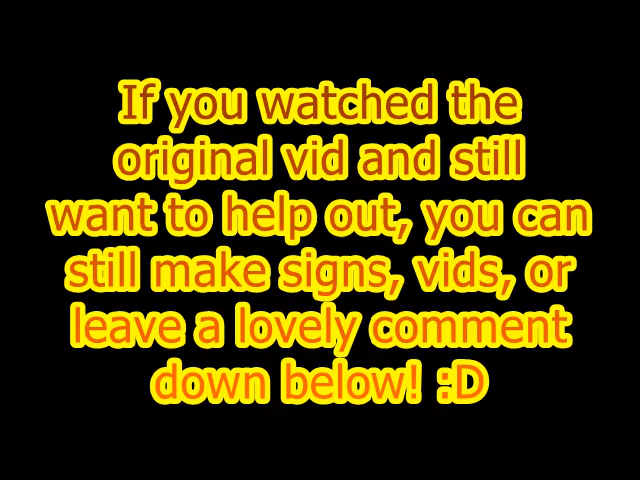 If you watched the
original vid and still
want to help out, you can
still make signs, vids, or
leave a lovely comment
down below! :D